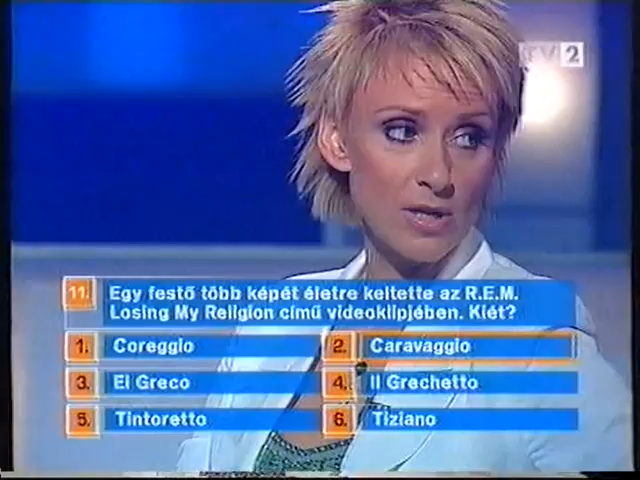 TV2
11. Egy festő több képét életre keltette az R.E.M.
Losing My Religion című videoklipjében. Kiét?
1. Coreggio
2. Caravaggio
3. El Greco
4. Il Grechetto
5. Tintoretto
6. Tiziano